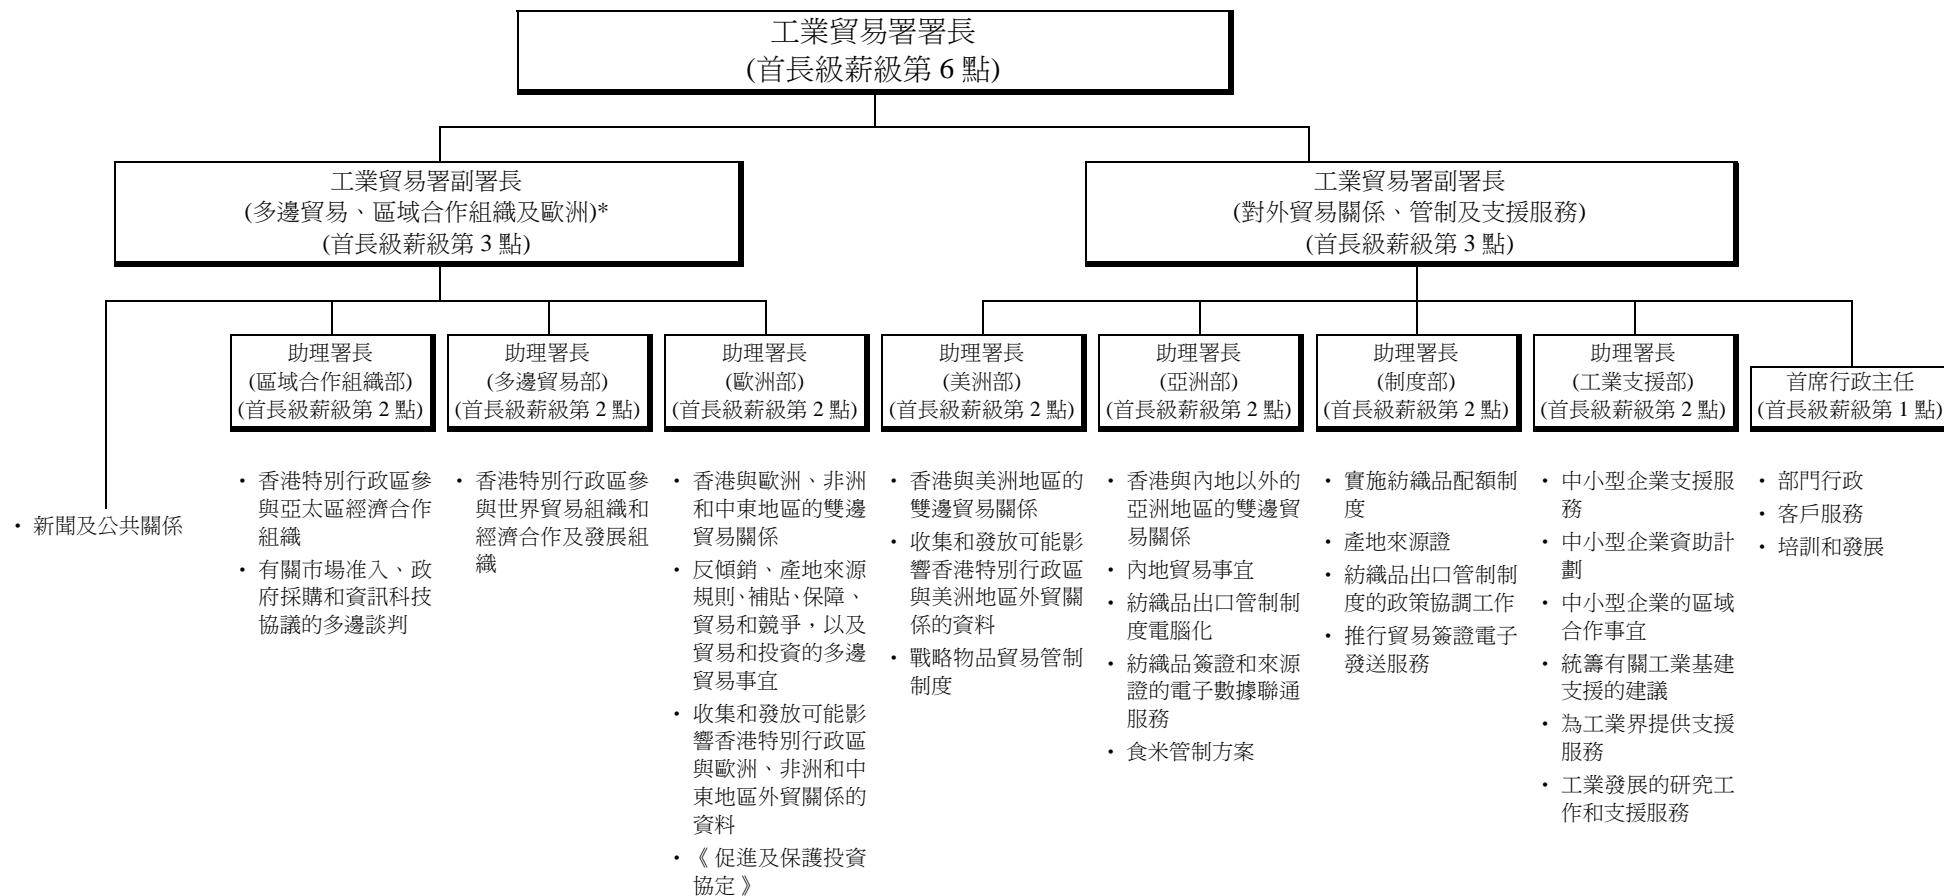 工業貿易署署長
(首長級薪級第 6 點)
工業貿易署副署長
(多邊貿易、區域合作組織及歐洲)*
(首長級薪級第 3 點)
工業貿易署副署長
(對外貿易關係、管制及支援服務)
(首長級薪級第 3 點)
• 新聞及公共關係
助理署長
(區域合作組織部)
(首長級薪級第 2 點)
• 香港特別行政區參
與亞太區經濟合作
組織
• 有關市場准入、政
府採購和資訊科技
協議的多邊談判
助理署長
(多邊貿易部)
(首長級薪級第 2 點)
• 香港特別行政區參
與世界貿易組織和
經濟合作及發展組
織
助理署長
(歐洲部)
(首長級薪級第 2 點)
• 香港與歐洲、非洲
和中東地區的雙邊
貿易關係
• 反傾銷、產地來源
規則、補貼、保障、
貿易和競爭，以及
貿易和投資的多邊
貿易事宜
• 收集和發放可能影
響香港特別行政區
與歐洲、非洲和中
東地區外貿關係的
資料
• 《 促進及保護投資
協定 》
助理署長
(美洲部)
(首長級薪級第 2 點)
• 香港與美洲地區的
雙邊貿易關係
• 收集和發放可能影
響香港特別行政區
與美洲地區外貿關
係的資料
• 戰略物品貿易管制
制度
助理署長
(亞洲部)
(首長級薪級第 2 點)
• 香港與內地以外的
亞洲地區的雙邊貿
易關係
• 內地貿易事宜
• 紡織品出口管制制
度電腦化
• 紡織品簽證和來源
證的電子數據聯通
服務
• 食米管制方案
助理署長
(制度部)
(首長級薪級第 2 點)
• 實施紡織品配額制
度
• 產地來源證
• 紡織品出口管制制
度的政策協調工作
• 推行貿易簽證電子
發送服務
助理署長
(工業支援部)
(首長級薪級第 2 點)
• 中小型企業支援服
務
• 中小型企業資助計
劃
• 中小型企業的區域
合作事宜
• 統籌有關工業基建
支援的建議
• 為工業界提供支援
服務
• 工業發展的研究工
作和支援服務
首席行政主任
(首長級薪級第 1 點)
• 部門行政
• 客戶服務
• 培訓和發展